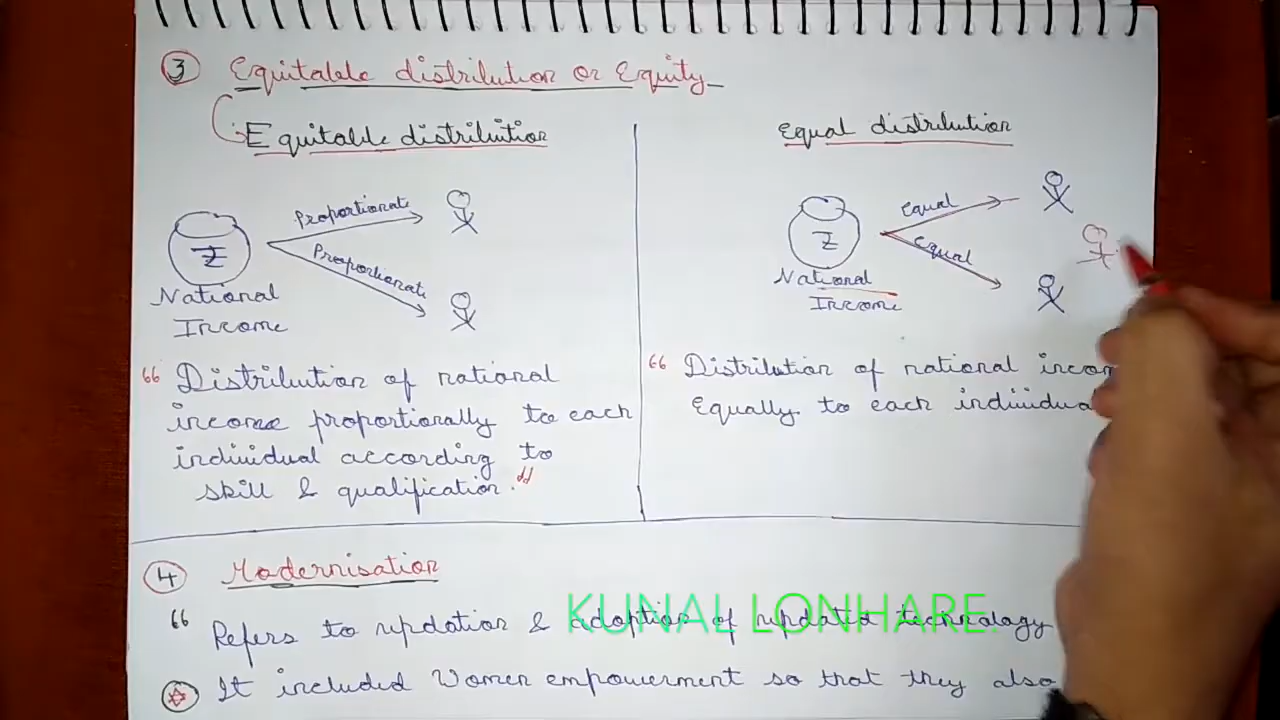 3 Equitable distribution or Equity
Equitable distribution
Proportionate
Proportionate
National
Income
“ Distribution of national
income proportionally to each
individual according to
skill & qualification.”
Equal distribution
Equal
Equal
National
Income
“ Distribution of national
Equally to each individual
4 Modernisation
“ Refers to updation & adoption of technology
It included Women empowerment so that they also
KUNAL LONHARE.